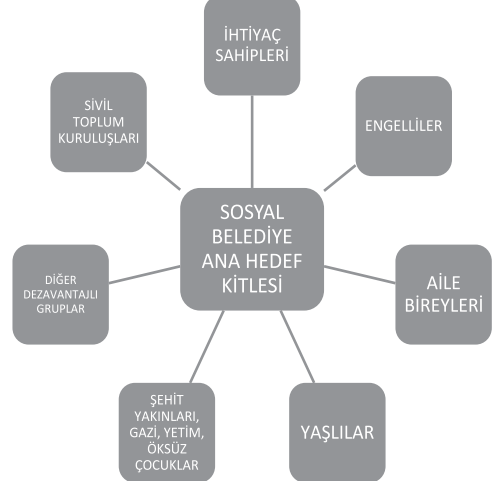 İHTİYAÇ
SAHİPLERİ
SİVİL
TOPLUM
KURULUŞLARI
ENGELLİLER
SOSYAL
BELEDİYE
ANA HEDEF
KİTLESİ
DİĞER
DEZAVANTAJLI
GRUPLAR
AİLE
BİREYLERİ
ŞEHİT
YAKINLARI,
GAZİ, YETİM,
ÖKSÜZ
ÇOCUKLAR
YAŞLILAR